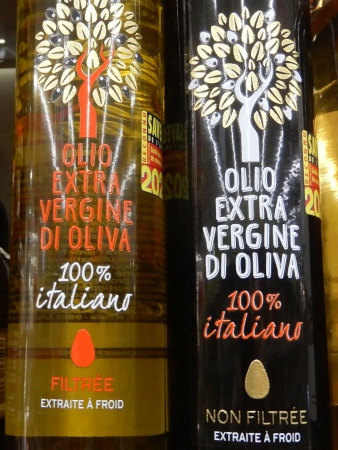 OLIO
EXTRA
VERGINE
DI OLIVA
100%
italiano
FILTRÉE
EXTRAITE À FROID
OLIO
EXTRA
VERGINE
DI OLIVA
100%
italiano
NON FILTRÉE
EXTRAITE À FROID